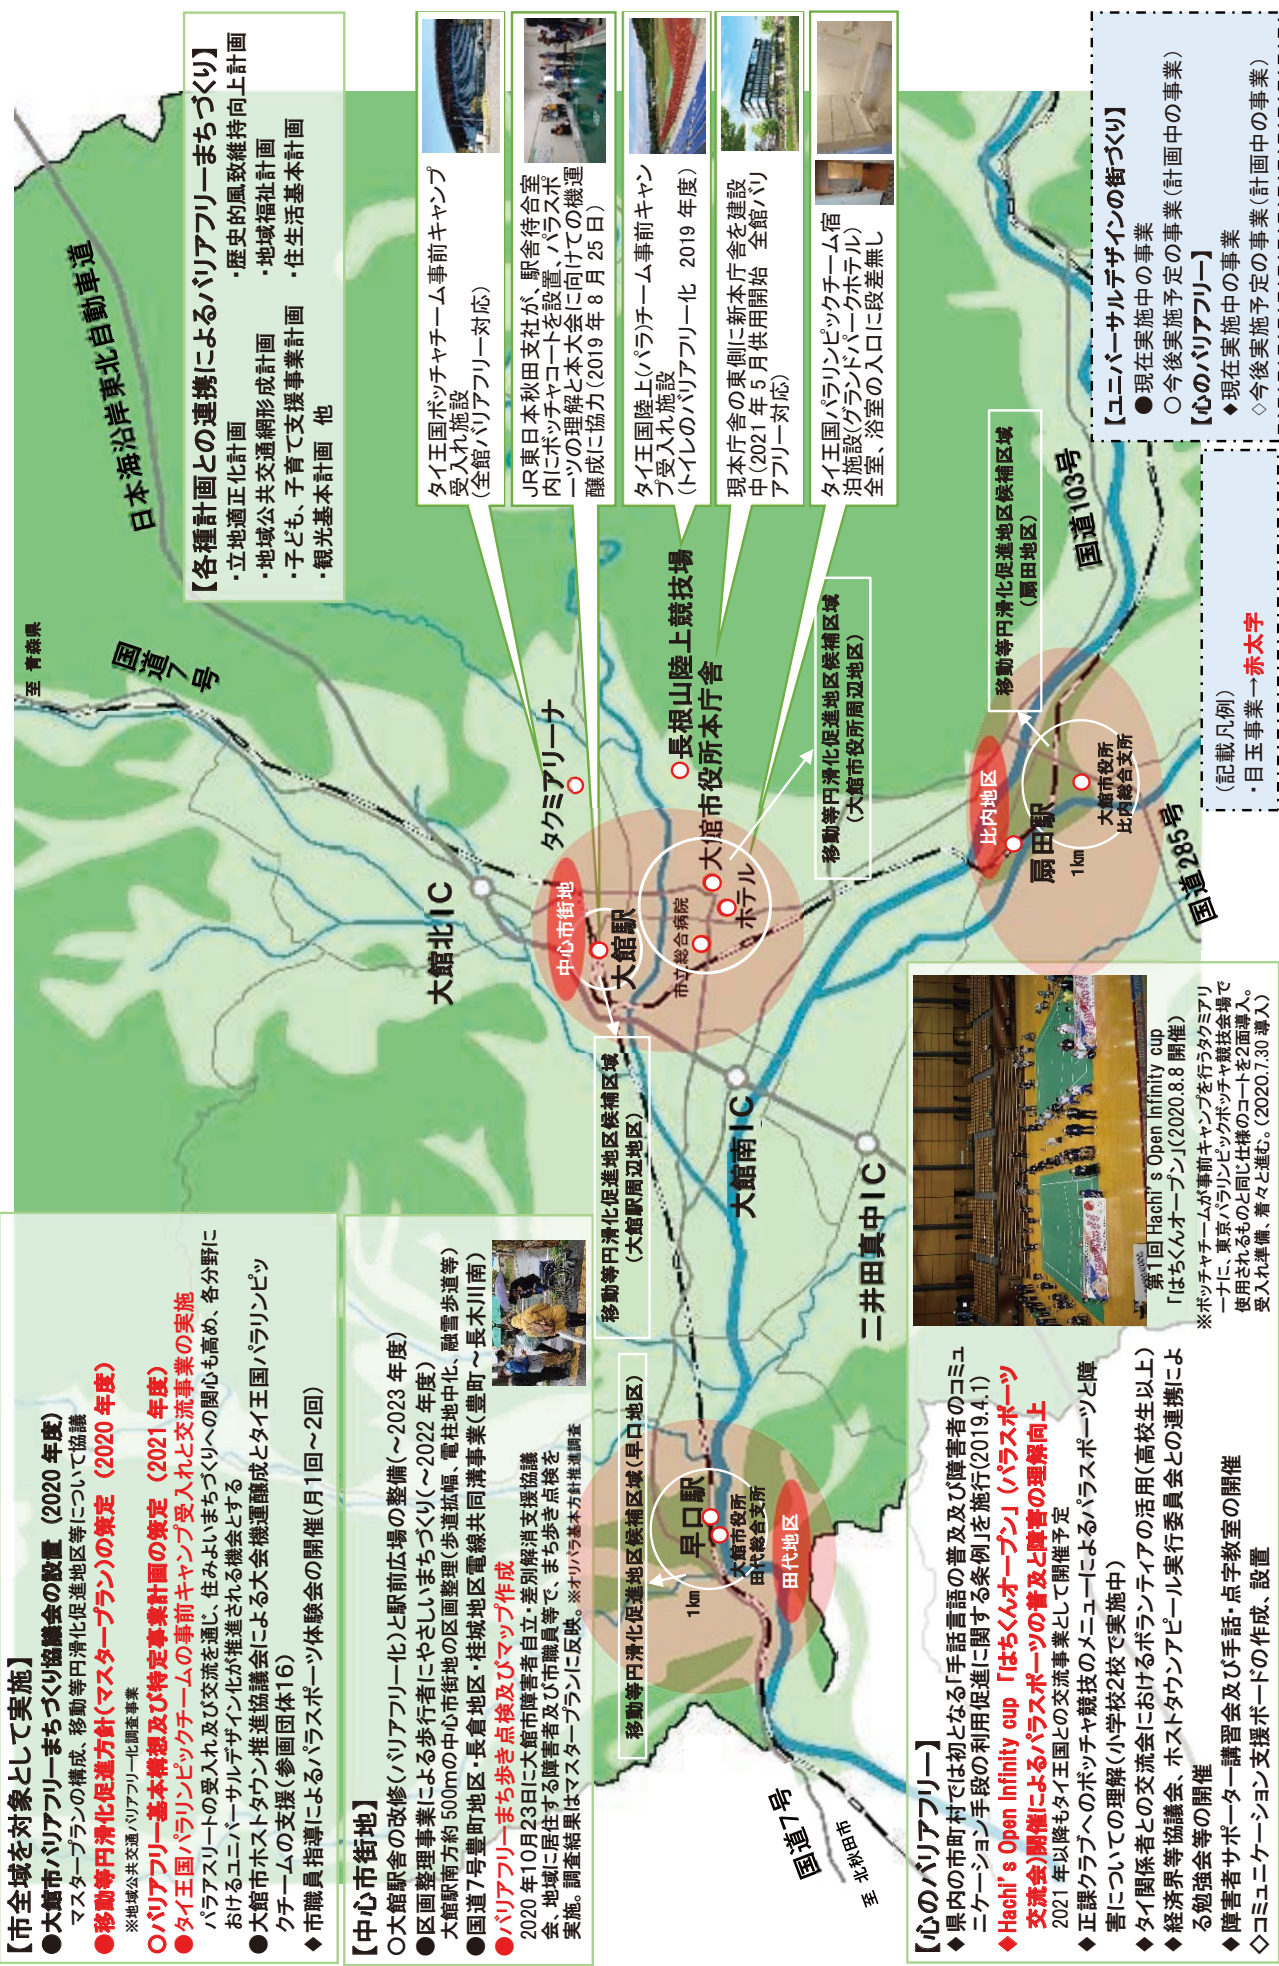 【市全域を対象として実施】
●大館市バリアフリーまちづくり協議会の設置（2020 年度）
マスタープランの構成、移動等円滑化促進地区等について協議
●移動等円滑化促進方針（マスタープラン）の策定（2020 年度）
※地域公共交通バリアフリー化調査事業
○バリアフリー基本構想及び特定事業計画の策定（2021 年度）
●タイ王国パラリンピックチームの事前キャンプ受入れと交流事業の実施
パラアスリートの受入れ及び交流を通じ、住みよいまちづくりへの関心も高め、各分野に
おけるユニバーサルデザイン化が推進される機会とする
●大館市ホストタウン推進協議会による大会機運醸成とタイ王国パラリンピッ
クチームの支援（参画団体16）
◆市職員指導によるパラスポーツ体験会の開催（月1回～2回）
【中心市街地】
○大館駅舎の改修（バリアフリー化）と駅前広場の整備（～2023 年度）
●区画整理事業による歩行者にやさしいまちづくり（～2022 年度）
大館駅南方約 500mの中心市街地の区画整理（歩道拡幅、電柱地中化、融雪歩道等）
●国道7号豊町地区・長倉地区・桂城地区電線共同溝事業（豊町～長木川南）
●バリアフリーまち歩き点検及びマップ作成
2020 年10月23日に大館市障害者自立・差別解消支援協議
会、地域に居住する障害者及び市職員等で、まち歩き点検を
実施。調査結果はマスタープランに反映。※オリパラ基本方針推進調査
【心のバリアフリー】
◆県内の市町村では初となる「手話言語の普及及び障害者のコミュ
ニケーション手段の利用促進に関する条例」を施行(2019.4.1)
◆Hachi’s Open Infinity cup 「はちくんオープン」（パラスポーツ
交流会）開催によるパラスポーツの普及と障害の理解向上
2021 年以降もタイ王国との交流事業として開催予定
◆正課クラブへのボッチャ競技のメニューによるパラスポーツと障
害についての理解（小学校2校で実施中）
◆タイ関係者との交流会におけるボランティアの活用（高校生以上）
◆経済界等協議会、ホストタウンアピール実行委員会との連携によ
る勉強会等の開催
◆障害者サポーター講習会及び手話・点字教室の開催
◇コミュニケーション支援ボードの作成、設置
第1回 Hachi’s Open Infinity cup
「はちくんオープン」（2020.8.8 開催）
※ボッチャチームが事前キャンプを行うタクミアリ
ーナに、東京パラリンピックボッチャ競技会場で
使用されるものと同じ仕様のコートを2面導入。
受入れ準備、着々と進む。（2020.7.30 導入）
至 青森県
国道7号
日本海沿岸東北自動車道
大館北IC
タクミアリーナ
中心市街地
大館駅
長根山陸上競技場
大館市役所本庁舎
市立総合病院
ホテル
移動等円滑化促進地区候補区域
（大館駅周辺地区）
移動等円滑化促進地区候補区域
（大館市役所周辺地区）
大館南IC
二井田真中IC
移動等円滑化促進地区候補区域（早口地区）
1㎞
早口駅
大館市役所
田代総合支所
田代地区
国道7号
至 北秋田市
移動等円滑化促進地区候補区域
（扇田地区）
比内地区
扇田駅
1㎞
大館市役所
比内総合支所
国道103号
国道285号
【各種計画との連携によるバリアフリーまちづくり】
・立地適正化計画
・歴史的風致維持向上計画
・地域公共交通網形成計画
・地域福祉計画
・子ども、子育て支援事業計画
・住生活基本計画
・観光基本計画 他
タイ王国ボッチャチーム事前キャンプ
受入れ施設
（全館バリアフリー対応）
JR東日本秋田支社が、駅舎待合室
内にボッチャコートを設置、パラスポ
ーツの理解と本大会に向けての機運
醸成に協力（2019 年 8 月 25 日）
タイ王国陸上（パラ）チーム事前キャン
プ受入れ施設
（トイレのバリアフリー化 2019 年度）
現本庁舎の東側に新本庁舎を建設
中（2021 年 5 月供用開始 全館バリ
アフリー対応）
タイ王国パラリンピックチーム宿
泊施設（グランドパークホテル）
全室、浴室の入口に段差無し
（記載凡例）
・目玉事業→赤太字
【ユニバーサルデザインの街づくり】
●現在実施中の事業
○今後実施予定の事業（計画中の事業）
【心のバリアフリー】
◆現在実施中の事業
◇今後実施予定の事業（計画中の事業）